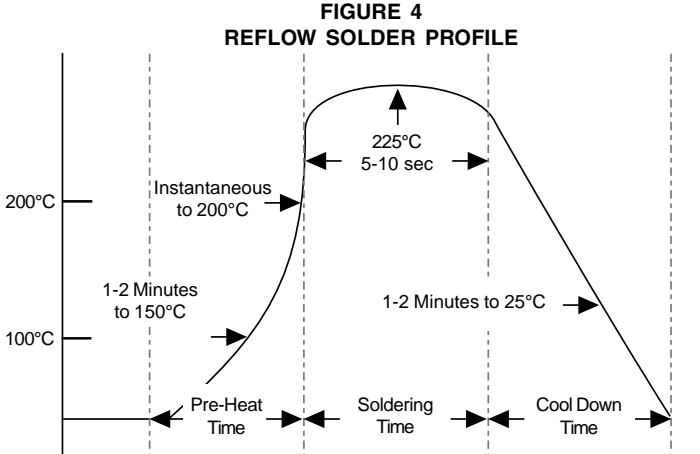 FIGURE 4
REFLOW SOLDER PROFILE
225°C
5-10 sec
Instantaneous
to 200°C
200°C
1-2 Minutes
to 150°C
1-2 Minutes to 25°C
100°C
Pre-Heat
Time
Soldering
Time
Cool Down
Time